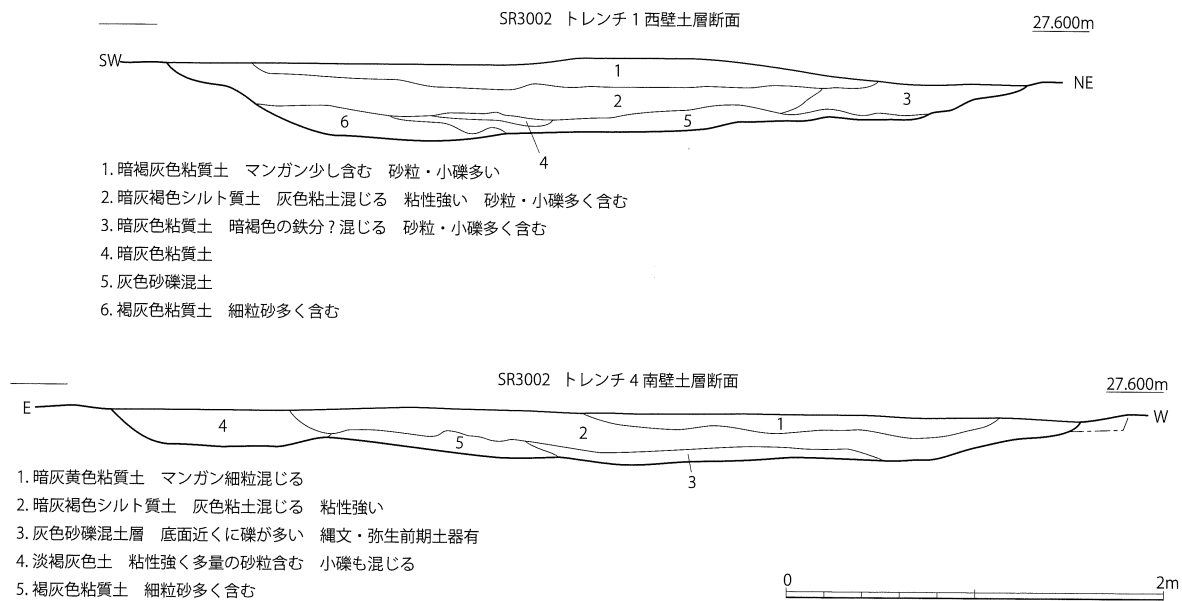 SR3002 トレンチ1西壁土層断面
27.600m
SW
NE
1
2
3
6
5
4
1. 暗褐灰色粘質土 マンガン少し含む 砂粒・小礫多い
2. 暗灰褐色シルト質土 灰色粘土混じる 粘性強い 砂粒・小礫多く含む
3. 暗灰色粘質土 暗褐色の鉄分?混じる 砂粒・小礫多く含む
4. 暗灰色粘質土
5. 灰色砂礫混土
6. 褐灰色粘質土 細粒砂多く含む
SR3002 トレンチ4南壁土層断面
27.600m
E
W
4
1
2
5
3
1. 暗灰黄色粘質土 マンガン細粒混じる
2. 暗灰褐色シルト質土 灰色粘土混じる 粘性強い
3. 灰色砂礫混土層 底面近くに礫が多い 縄文・弥生前期土器有
4. 淡褐灰色土 粘性強く多量の砂粒含む 小礫も混じる
5. 褐灰色粘質土 細粒砂多く含む
0 2m